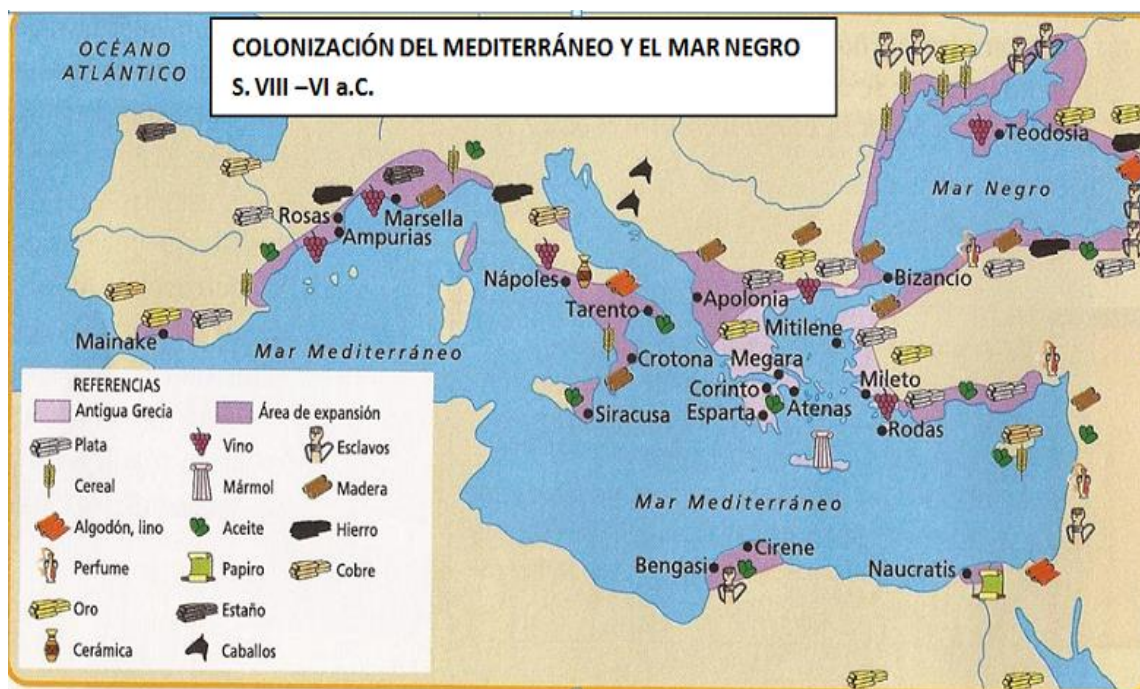 OCÉANO
ATLÁNTICO
COLONIZACIÓN DEL MEDITERRÁNEO Y EL MAR NEGRO
S. VIII –VI a.C.
Teodosia
Mar Negro
Rosas
Marsella
Ampurias
Nápoles
Bizancio
Apolonia
Tarento
Mitilene
Mainake
Mar Mediterráneo
Crotona
Megara
Mileto
Corinto
Siracusa
Esparta
Atenas
Rodas
Mar Mediterráneo
Cirene
Bengasi
Naucratis
REFERENCIAS
Antigua Grecia
Área de expansión
Plata
Vino
Esclavos
Cereal
Mármol
Madera
Algodón, lino
Aceite
Hierro
Perfume
Papiro
Cobre
Oro
Estaño
Cerámica
Caballos